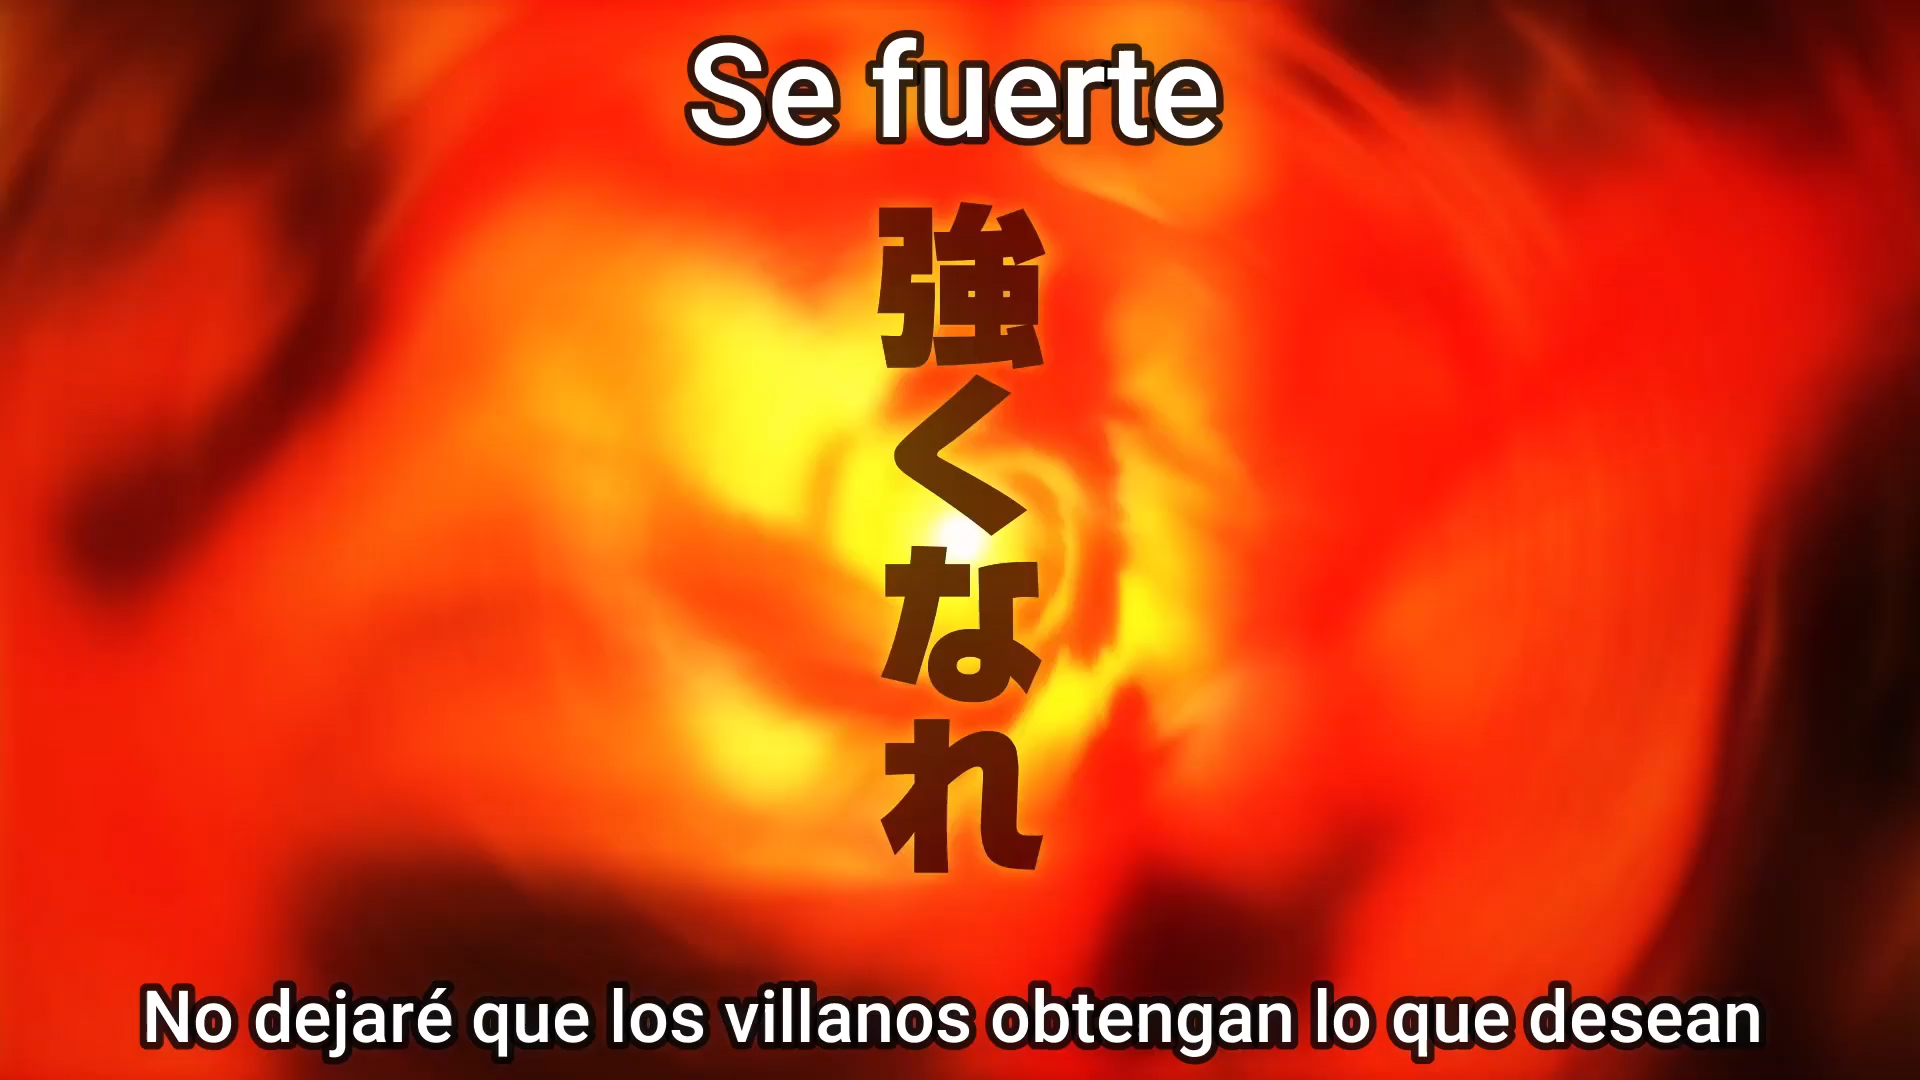 Se fuerte
強くなれ
No dejaré que los villanos obtengan lo que desean